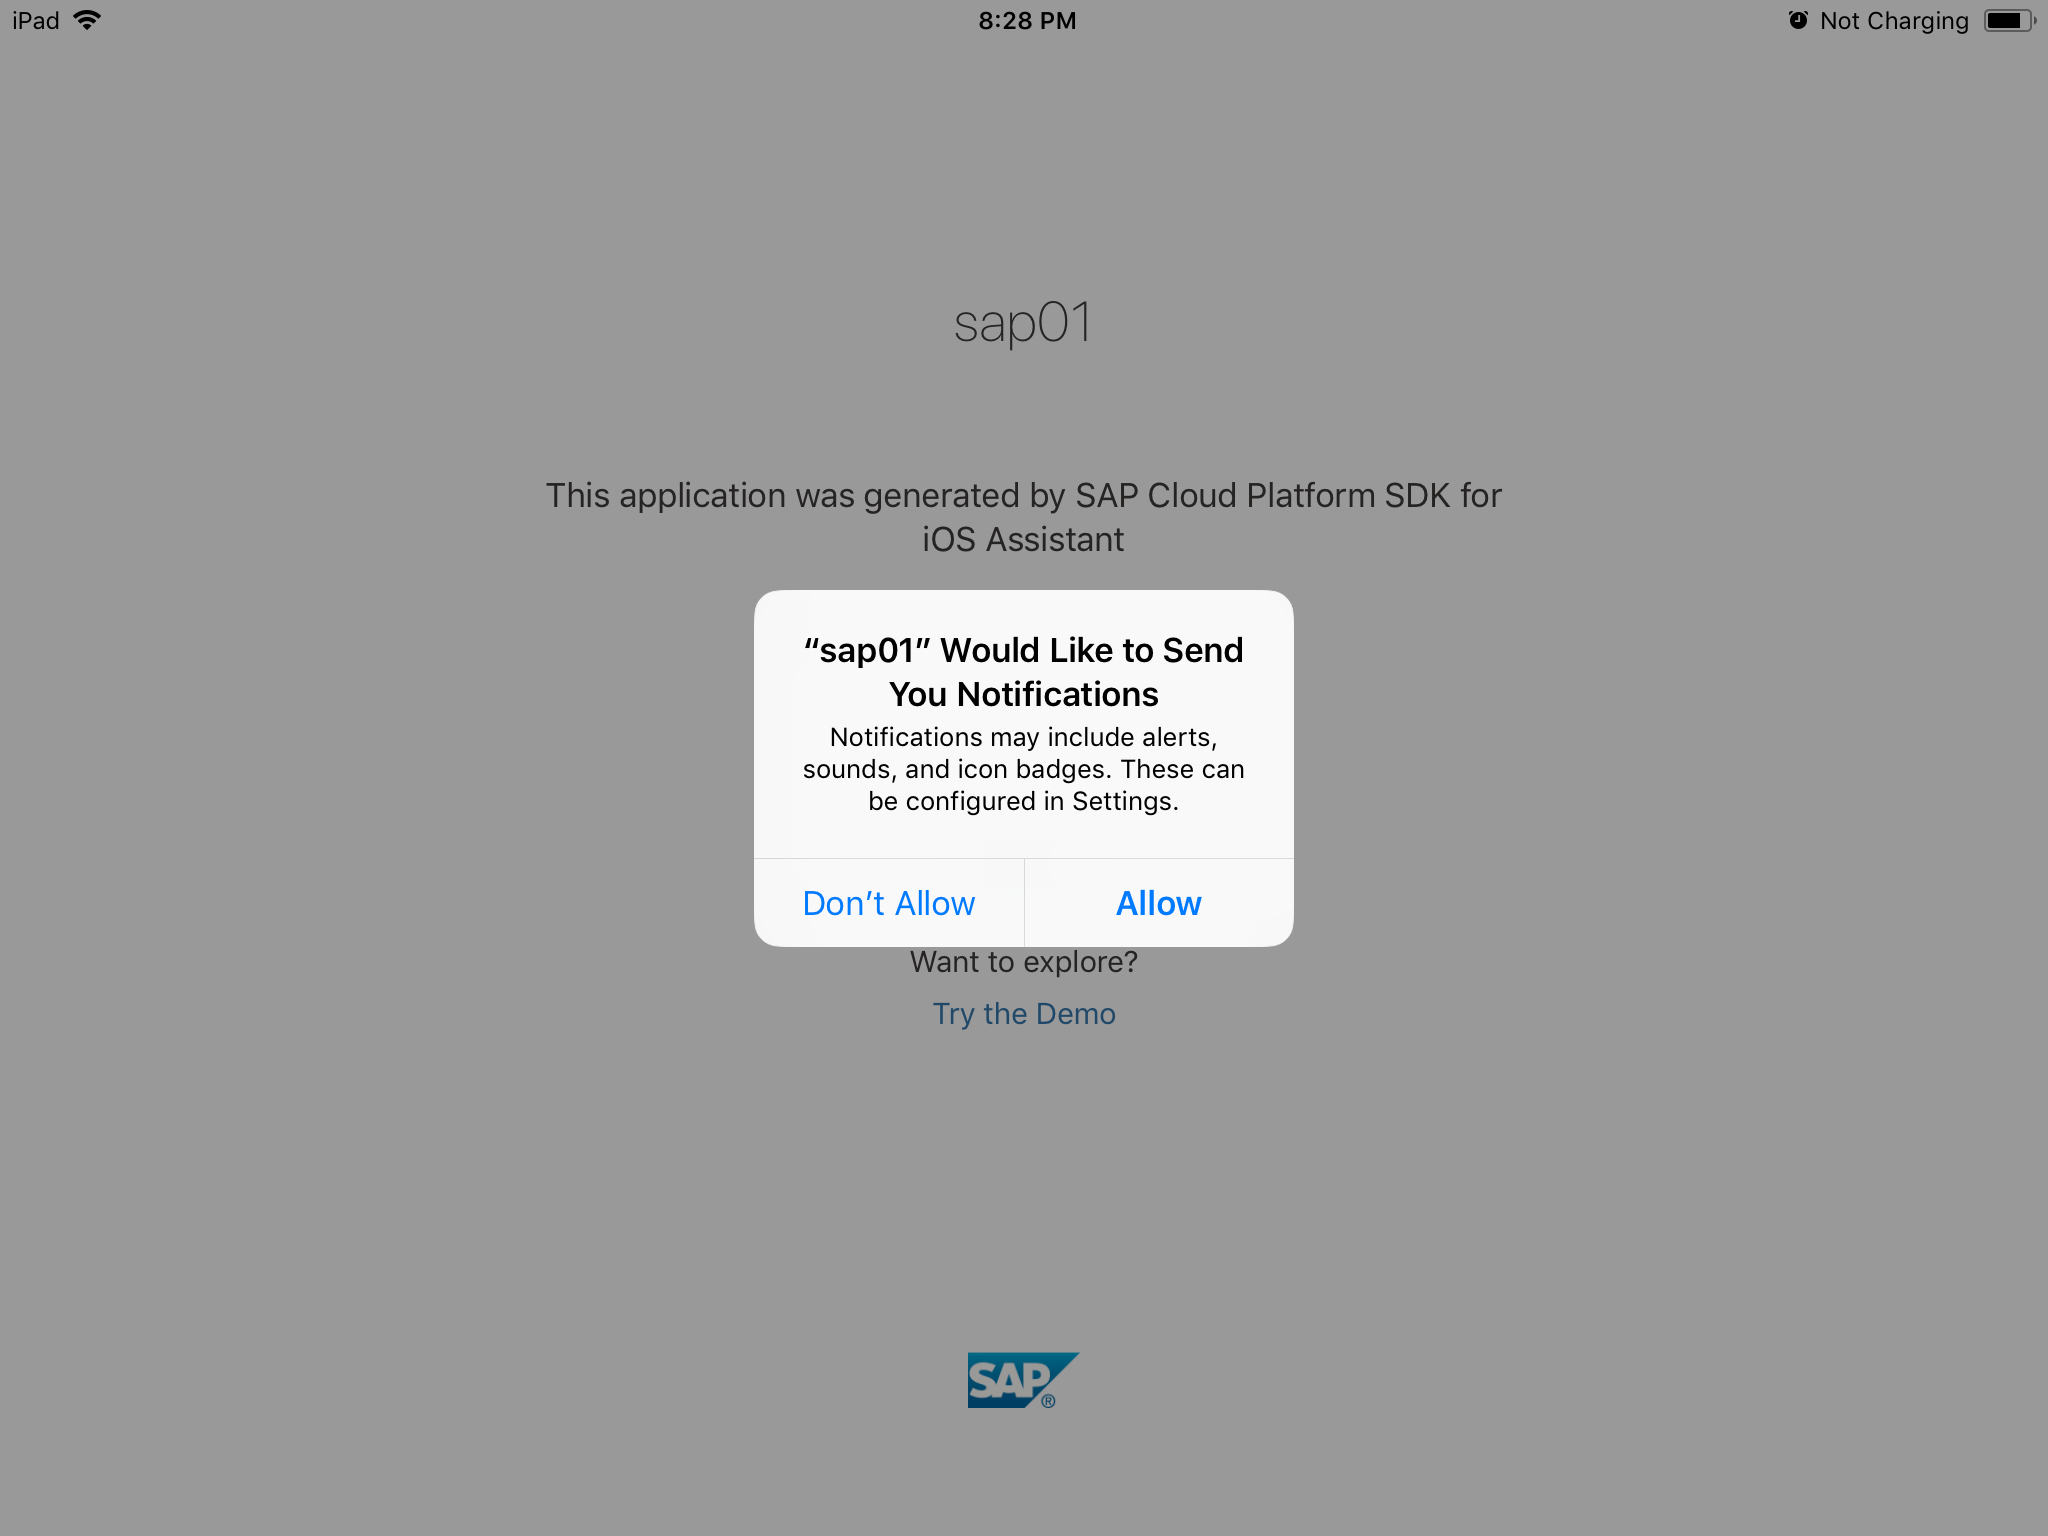 iPad
8:28 PM
Not Charging
sap01
This application was generated by SAP Cloud Platform SDK for
iOS Assistant
“sap01” Would Like to Send
You Notifications
Notifications may include alerts,
sounds, and icon badges. These can
be configured in Settings.
Don’t Allow
Allow
Want to explore?
Try the Demo
SAP®